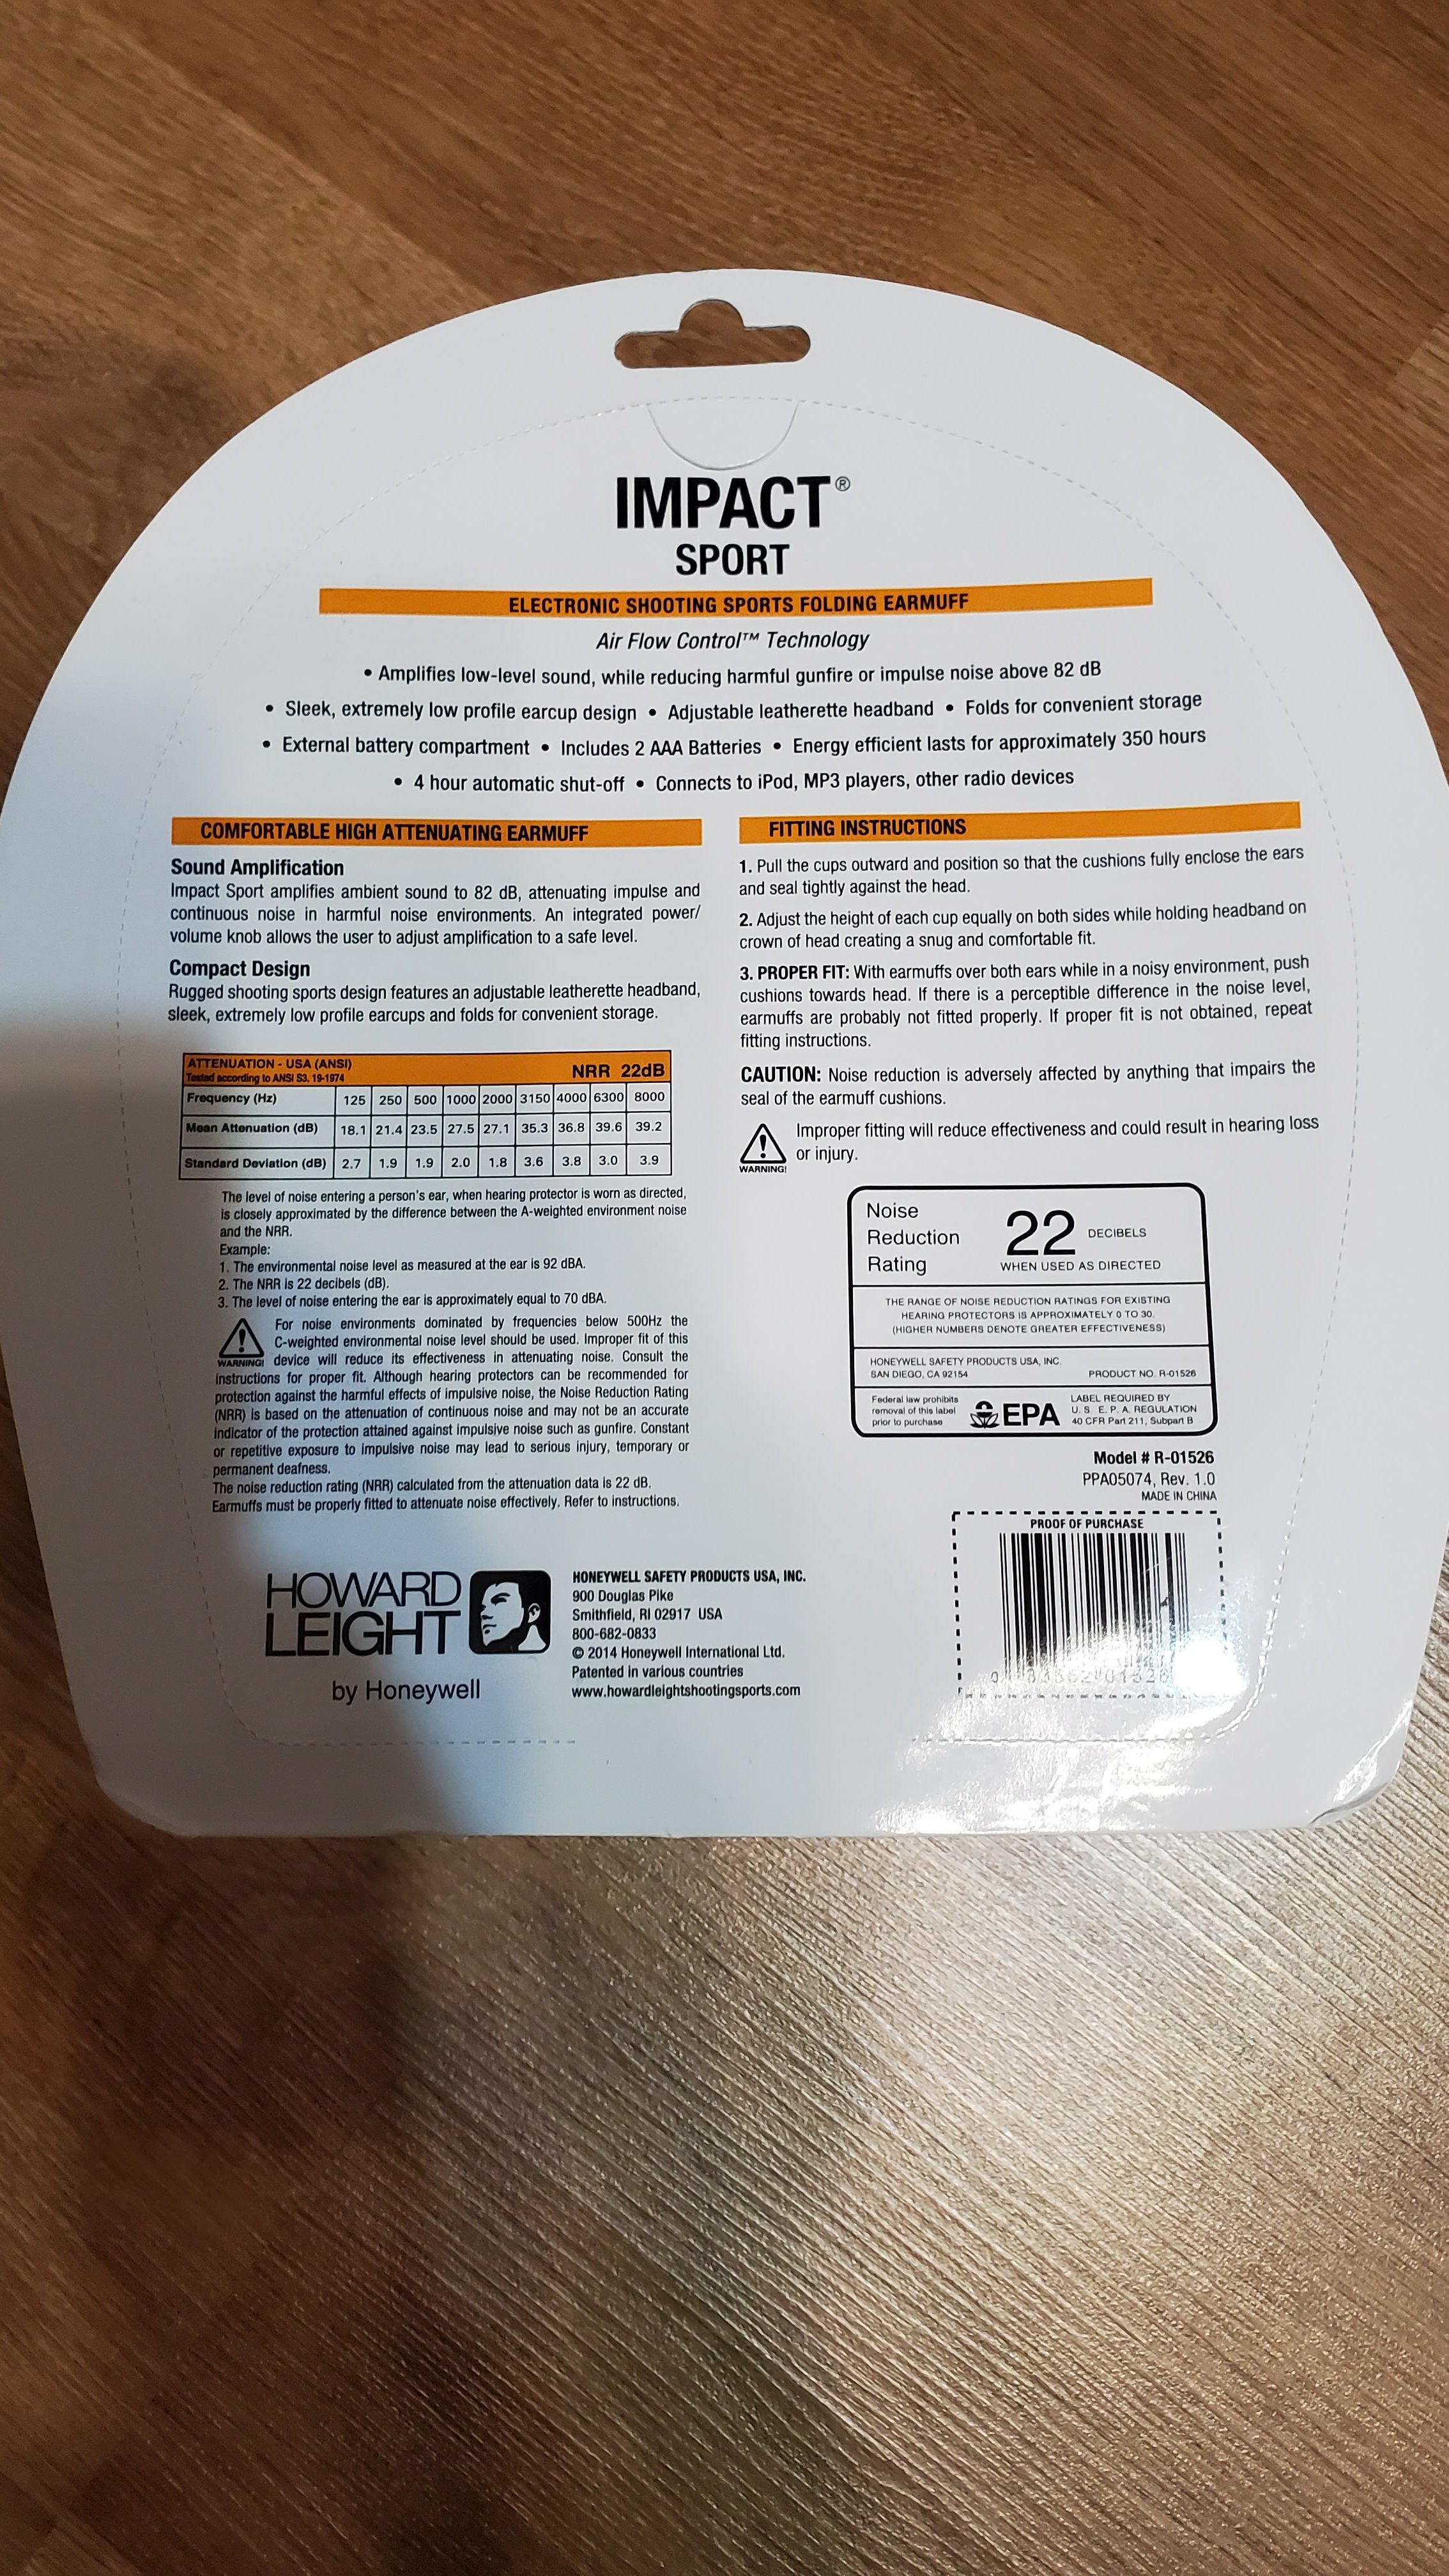 IMPACT®
SPORT
ELECTRONIC SHOOTING SPORTS FOLDING EARMUFF
Air Flow Control™ Technology
• Amplifies low-level sound, while reducing harmful gunfire or impulse noise above 82 dB
• Sleek, extremely low profile earcup design • Adjustable leatherette headband • Folds for convenient storage
• External battery compartment • Includes 2 AAA Batteries • Energy efficient lasts for approximately 350 hours
• 4 hour automatic shut-off • Connects to iPod, MP3 players, other radio devices
COMFORTABLE HIGH ATTENUATING EARMUFF
Sound Amplification
Impact Sport amplifies ambient sound to 82 dB, attenuating impulse and
continuous noise in harmful noise environments. An integrated power/
volume knob allows the user to adjust amplification to a safe level.
Compact Design
Rugged shooting sports design features an adjustable leatherette headband,
sleek, extremely low profile earcups and folds for convenient storage.
ATTENUATION - USA (ANSI)
Tested according to ANSI S3. 19-1974
NRR 22dB
Frequency (Hz) 125 250 500 1000 2000 3150 4000 6300 8000
Mean Attenuation (dB) 18.1 21.4 23.5 27.5 27.1 35.3 36.8 39.6 39.2
Standard Deviation (dB) 2.7 1.9 1.9 2.0 1.8 3.6 3.8 3.0 3.9
The level of noise entering a person's ear, when hearing protector is worn as directed,
is closely approximated by the difference between the A-weighted environment noise
and the NRR.
Example:
1. The environmental noise level as measured at the ear is 92 dBA.
2. The NRR is 22 decibels (dB).
3. The level of noise entering the ear is approximately equal to 70 dBA.
WARNING!
For noise environments dominated by frequencies below 500Hz the
C-weighted environmental noise level should be used. Improper fit of this
device will reduce its effectiveness in attenuating noise. Consult the
instructions for proper fit. Although hearing protectors can be recommended for
protection against the harmful effects of impulsive noise, the Noise Reduction Rating
(NRR) is based on the attenuation of continuous noise and may not be an accurate
indicator of the protection attained against impulsive noise such as gunfire. Constant
or repetitive exposure to impulsive noise may lead to serious injury, temporary or
permanent deafness.
The noise reduction rating (NRR) calculated from the attenuation data is 22 dB.
Earmuffs must be properly fitted to attenuate noise effectively. Refer to instructions.
FITTING INSTRUCTIONS
1. Pull the cups outward and position so that the cushions fully enclose the ears
and seal tightly against the head.
2. Adjust the height of each cup equally on both sides while holding headband on
crown of head creating a snug and comfortable fit.
3. PROPER FIT: With earmuffs over both ears while in a noisy environment, push
cushions towards head. If there is a perceptible difference in the noise level,
earmuffs are probably not fitted properly. If proper fit is not obtained, repeat
fitting instructions.
CAUTION: Noise reduction is adversely affected by anything that impairs the
seal of the earmuff cushions.
WARNING!
Improper fitting will reduce effectiveness and could result in hearing loss
or injury.
Noise
Reduction
Rating
22 DECIBELS
WHEN USED AS DIRECTED
THE RANGE OF NOISE REDUCTION RATINGS FOR EXISTING
HEARING PROTECTORS IS APPROXIMATELY 0 TO 30.
(HIGHER NUMBERS DENOTE GREATER EFFECTIVENESS)
HONEYWELL SAFETY PRODUCTS USA, INC.
SAN DIEGO, CA 92154 PRODUCT NO. R-01526
Federal law prohibits
removal of this label
prior to purchase
EPA
LABEL REQUIRED BY
U. S. E. P. A. REGULATION
40 CFR Part 211, Subpart B
Model # R-01526
PPA05074, Rev. 1.0
MADE IN CHINA
PROOF OF PURCHASE
HOWARD
LEIGHT
by Honeywell
HONEYWELL SAFETY PRODUCTS USA, INC.
900 Douglas Pike
Smithfield, RI 02917 USA
800-682-0833
© 2014 Honeywell International Ltd.
Patented in various countries
www.howardleightshootingsports.com